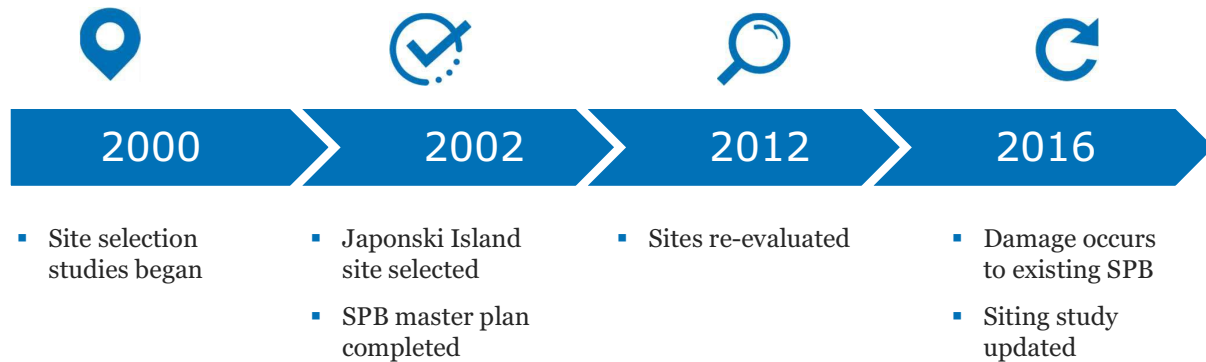 2000
2002
2012
2016
▪ Site selection
studies began
▪ Japonski Island
site selected
▪ SPB master plan
completed
▪ Sites re-evaluated
▪ Damage occurs
to existing SPB
▪ Siting study
updated